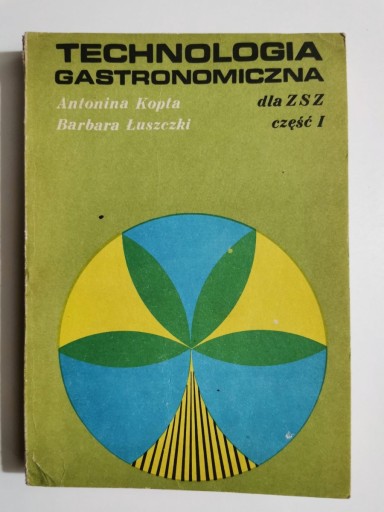 TECHNOLOGIA
GASTRONOMICZNA
Antonina Kopta
Barbara Łuszczki
dla ZSZ
część I